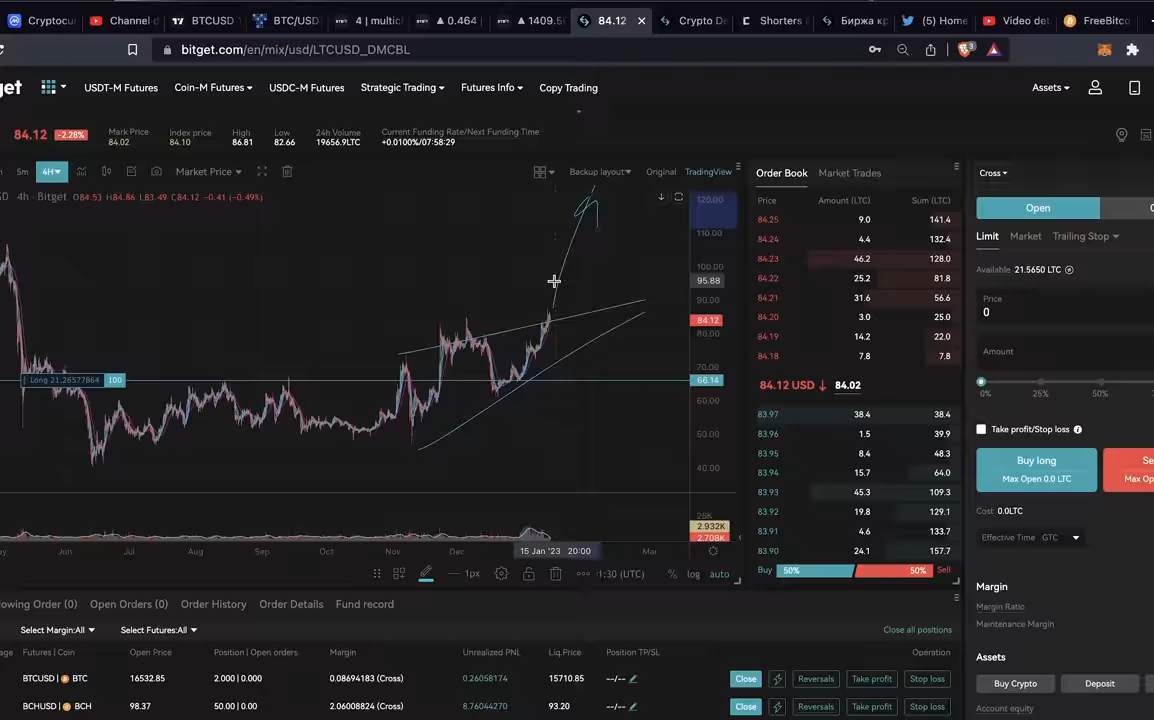 Cryptocu Channel d BTCUSD BTC/USD 4 | multic ▲ 0.464 ▲ 1409.5 84.12 × Crypto De Shorters Биржа кр (5) Home Video det FreeBitco
bitget.com/en/mix/usd/LTCUSD_DMCBL 3
get USDT-M Futures Coin-M Futures USDC-M Futures Strategic Trading Futures Info Copy Trading Assets
84.12 -2.28% Mark Price 84.02 Index price 84.10 High 86.81 Low 82.66 24h Volume 19656.9LTC Current Funding Rate/Next Funding Time +0.0100%/07:58:29
5m 4H Market Price Backup layout Original TradingView
4h · Bitget O84.53 H84.86 L83.49 C84.12 -0.41 (-0.49%)
120.00
110.00
100.00
95.88
90.00
84.12
80.00
70.00
66.14
60.00
50.00
40.00
25K
2.932K
2.708K
Long 21.26577864 100
Jun Jul Aug Sep Oct Nov Dec 15 Jan '23 20:00
1px 1:30 (UTC) % log auto
Order Book Market Trades
Price Amount (LTC) Sum (LTC)
84.25 9.0 141.4
84.24 4.4 132.4
84.23 46.2 128.0
84.22 25.2 81.8
84.21 31.6 56.6
84.20 3.0 25.0
84.19 14.2 22.0
84.18 7.8 7.8
84.12 USD ↓ 84.02
83.97 38.4 38.4
83.96 1.5 39.9
83.95 8.4 48.3
83.94 15.7 64.0
83.93 45.3 109.3
83.92 19.8 129.1
83.91 4.6 133.7
83.90 24.1 157.7
Buy 50% 50% Sell
Cross
Open
Limit Market Trailing Stop
Available 21.5650 LTC
Price
0
Amount
0% 25% 50%
Take profit/Stop loss
Buy long
Max Open 0.0 LTC
Se
Max Op
Cost 0.0LTC
Effective Time GTC
Margin
Margin Ratio
Maintenance Margin
Assets
Buy Crypto Deposit
Account equity
owing Order (0) Open Orders (0) Order History Order Details Fund record
Select Margin:All Select Futures:All Close all positions
age Futures | Coin Open Price Position | Open orders Margin Unrealized PNL Liq.Price Position TP/SL Operation
BTCUSD | BTC 16532.85 2.000 | 0.000 0.08694183 (Cross) 0.26058174 15710.85 --/-- Close Reversals Take profit Stop loss
BCHUSD | BCH 98.37 50.00 | 0.00 2.06008824 (Cross) 8.76044270 93.20 --/-- Close Reversals Take profit Stop loss